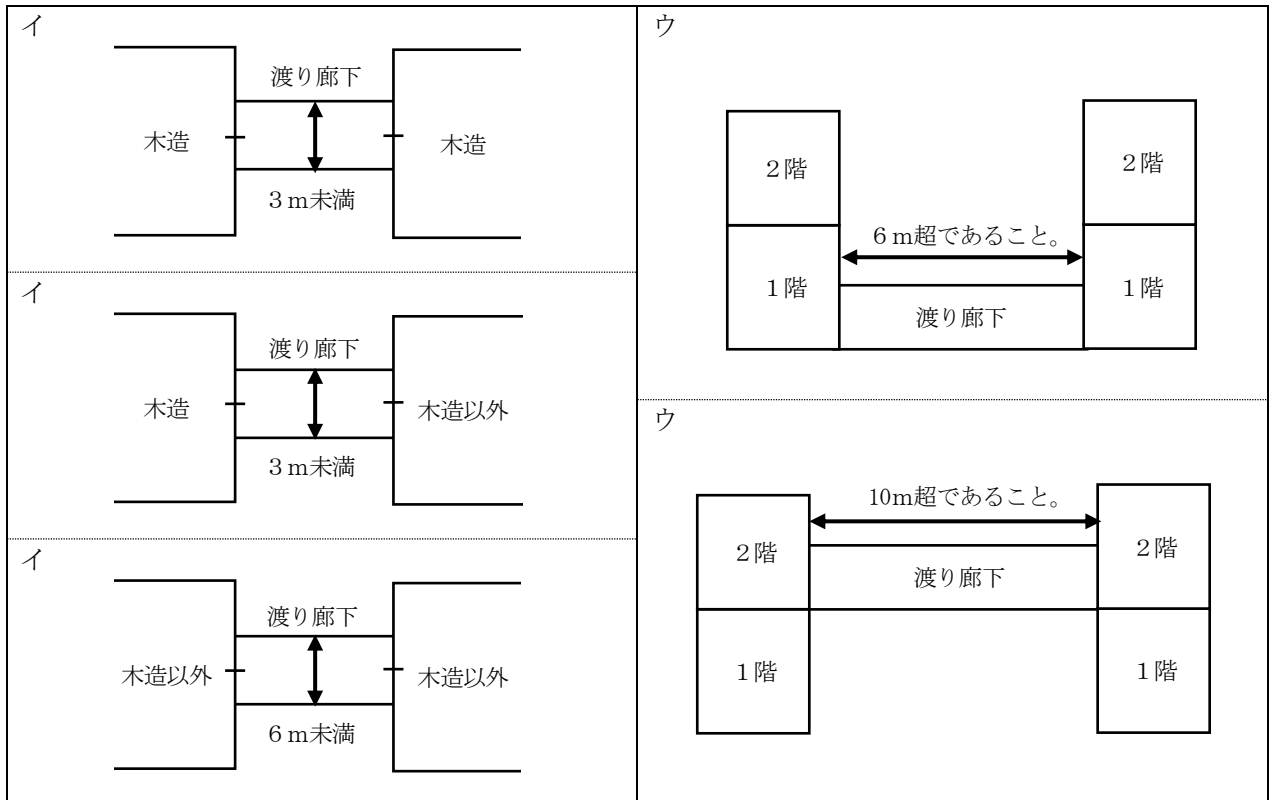 イ
渡り廊下
木造
木造
３ｍ未満
イ
渡り廊下
木造
木造以外
３ｍ未満
イ
渡り廊下
木造以外
木造以外
６ｍ未満
ウ
２階
２階
６ｍ超であること。
１階
１階
渡り廊下
ウ
10ｍ超であること。
２階
２階
渡り廊下
１階
１階